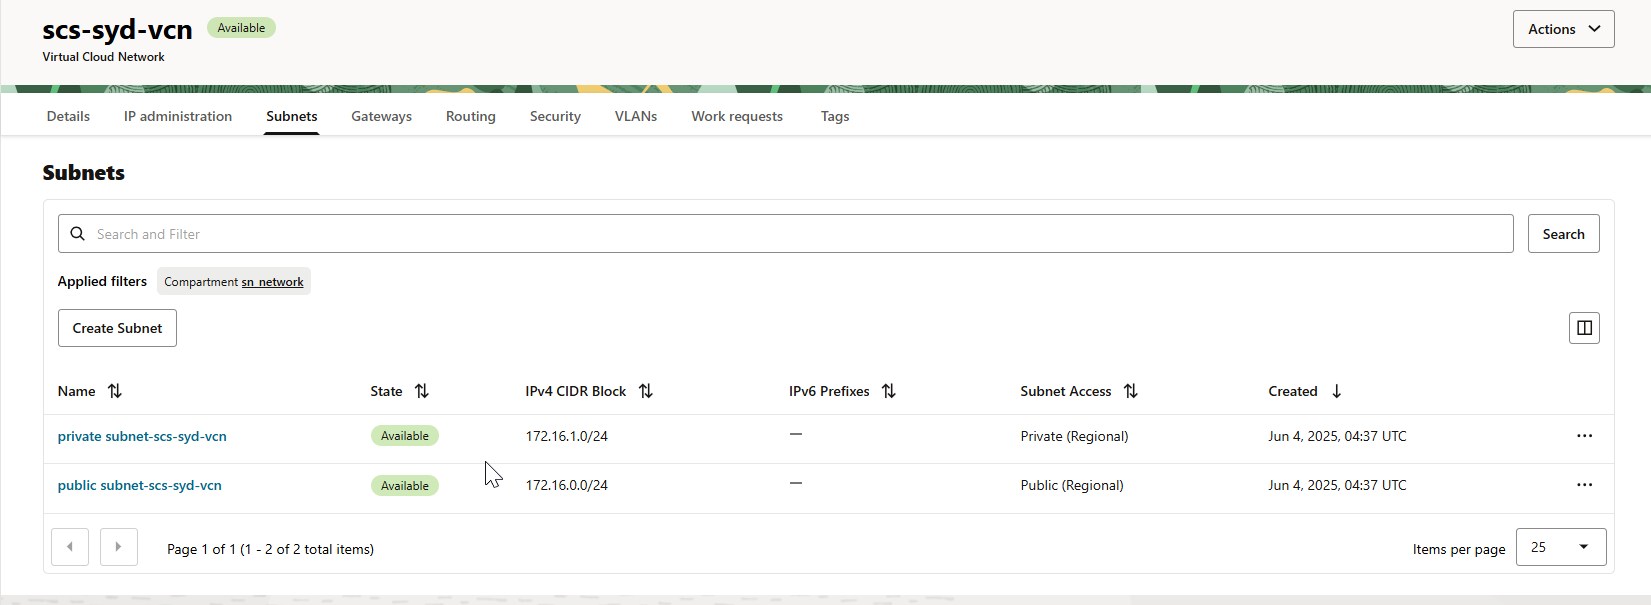 scs-syd-vcn Available
Actions
Virtual Cloud Network
Details IP administration Subnets Gateways Routing Security VLANs Work requests Tags
Subnets
Search and Filter Search
Applied filters Compartment sn_network
Create Subnet
Name State IPv4 CIDR Block IPv6 Prefixes Subnet Access Created
private subnet-scs-syd-vcn Available 172.16.1.0/24 — Private (Regional) Jun 4, 2025, 04:37 UTC ...
public subnet-scs-syd-vcn Available 172.16.0.0/24 — Public (Regional) Jun 4, 2025, 04:37 UTC ...
Page 1 of 1 (1 - 2 of 2 total items) Items per page 25